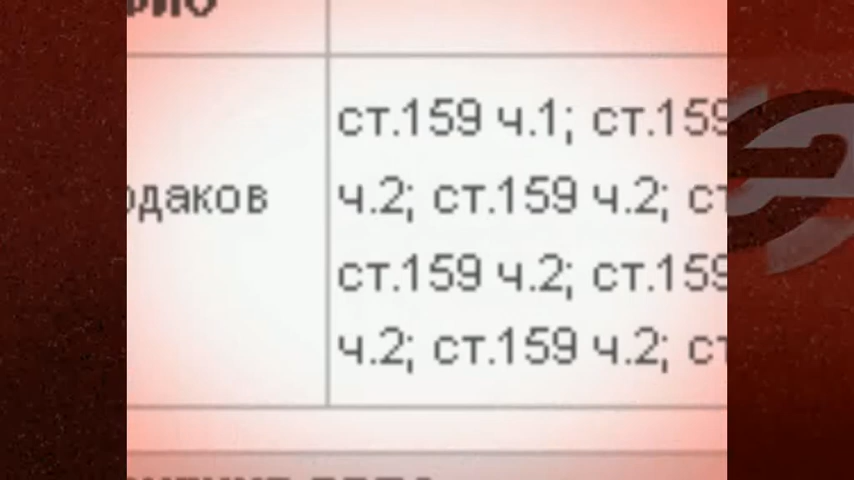 ФИО
ст.159 ч.1; ст.159
одаков
ч.2; ст.159 ч.2; ст
ст.159 ч.2; ст.159
ч.2; ст.159 ч.2; ст